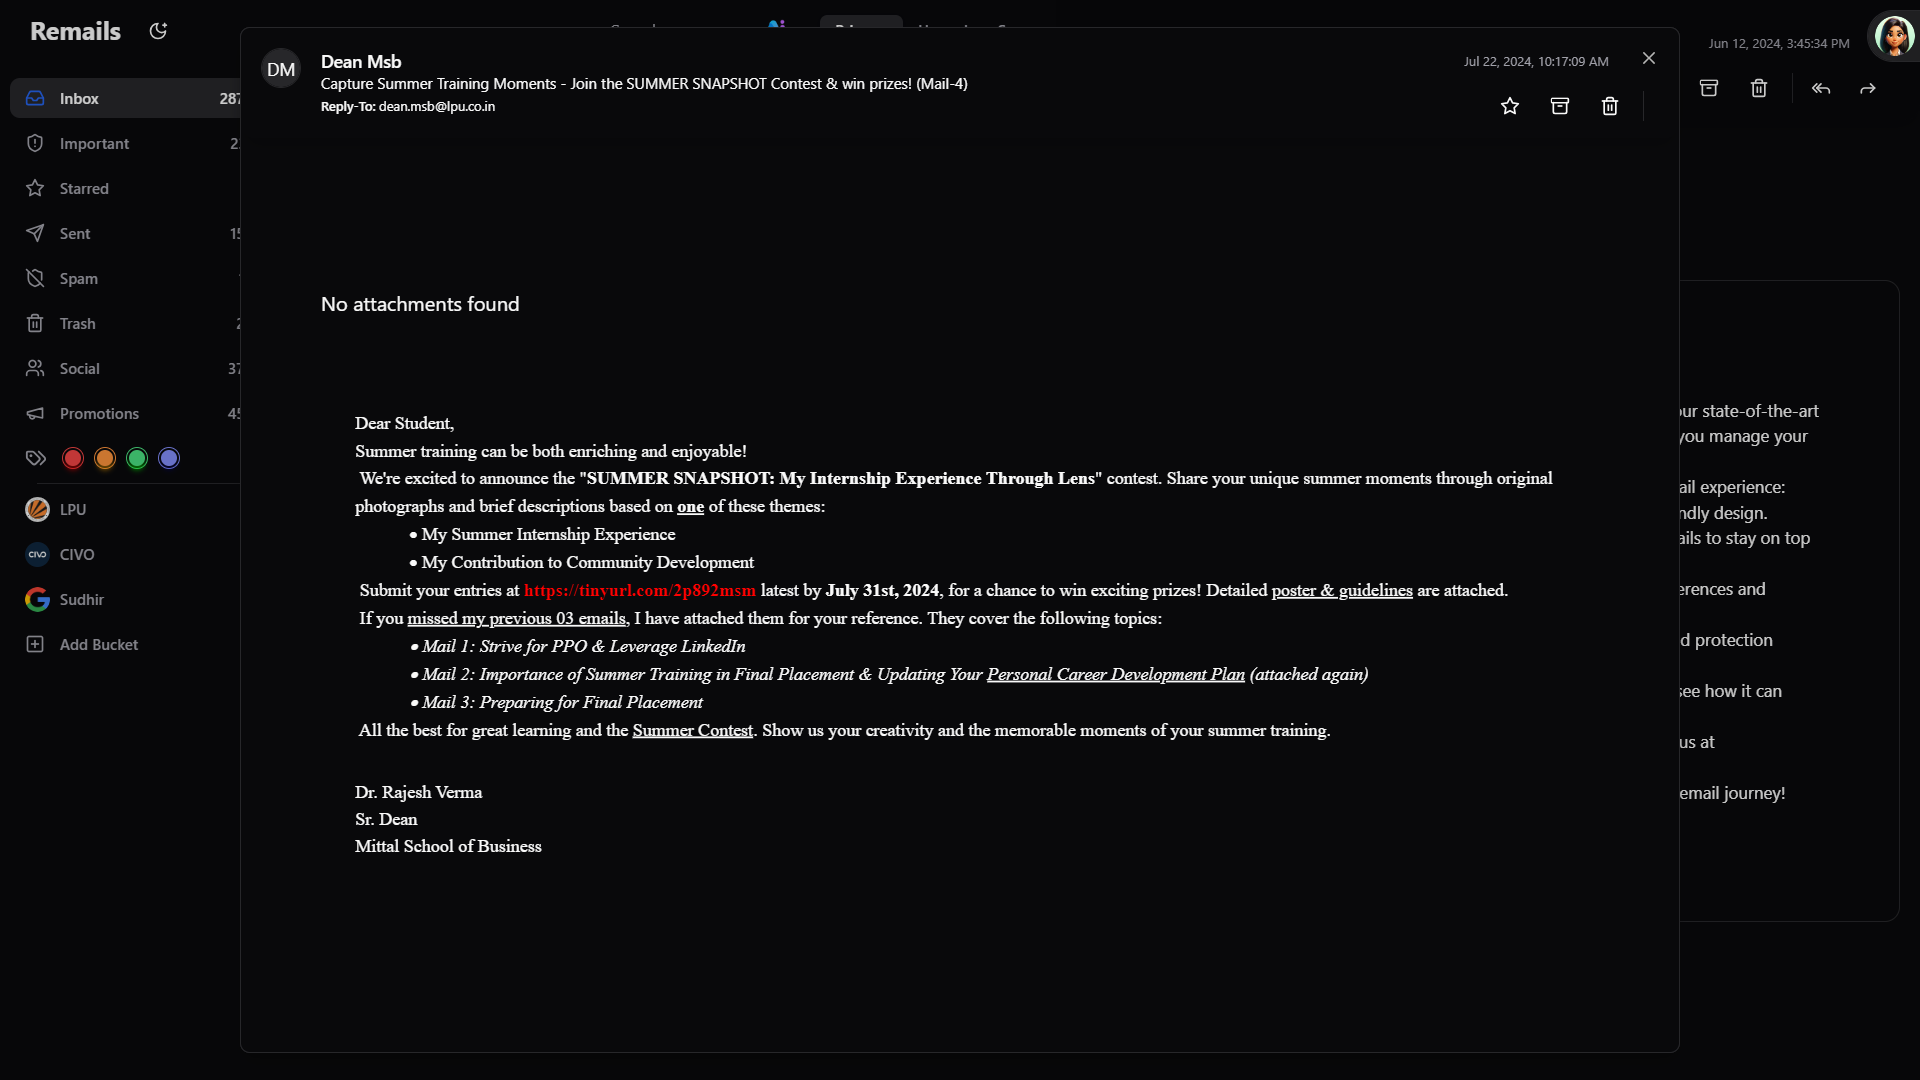 Remails
Inbox 287
Important
Starred
Sent
Spam
Trash
Social
Promotions
LPU
CIVO
CIVO
Sudhir
Add Bucket
DM
Dean Msb
Capture Summer Training Moments - Join the SUMMER SNAPSHOT Contest & win prizes! (Mail-4)
Reply-To: dean.msb@lpu.co.in
Jul 22, 2024, 10:17:09 AM
No attachments found
Dear Student,
Summer training can be both enriching and enjoyable!
We're excited to announce the "SUMMER SNAPSHOT: My Internship Experience Through Lens" contest. Share your unique summer moments through original
photographs and brief descriptions based on one of these themes:
• My Summer Internship Experience
• My Contribution to Community Development
Submit your entries at https://tinyurl.com/2p892msm latest by July 31st, 2024, for a chance to win exciting prizes! Detailed poster & guidelines are attached.
If you missed my previous 03 emails, I have attached them for your reference. They cover the following topics:
• Mail 1: Strive for PPO & Leverage LinkedIn
• Mail 2: Importance of Summer Training in Final Placement & Updating Your Personal Career Development Plan (attached again)
• Mail 3: Preparing for Final Placement
All the best for great learning and the Summer Contest. Show us your creativity and the memorable moments of your summer training.
Dr. Rajesh Verma
Sr. Dean
Mittal School of Business
Jun 12, 2024, 3:45:34 PM
state-of-the-art
you manage your
experience:
design.
to stay on top
and
protection
see how it can
us at
email journey!